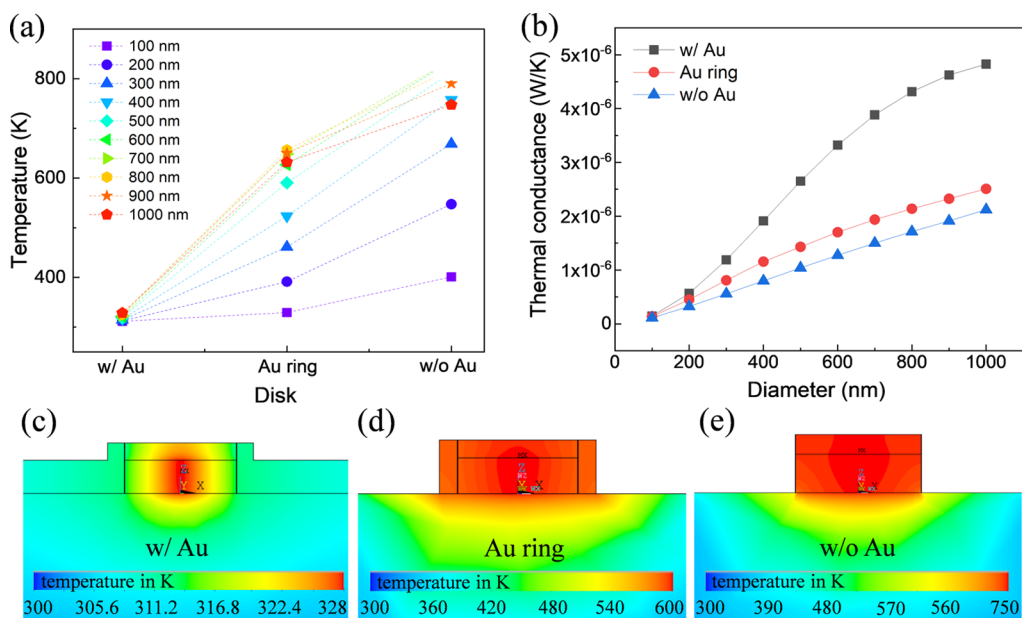 (a)
Temperature (K)
800
600
400
100 nm
200 nm
300 nm
400 nm
500 nm
600 nm
700 nm
800 nm
900 nm
1000 nm
w/ Au
Au ring
w/o Au
Disk
(b)
Thermal conductance (W/K)
5x10⁻⁶
4x10⁻⁶
3x10⁻⁶
2x10⁻⁶
1x10⁻⁶
0
w/ Au
Au ring
w/o Au
0 200 400 600 800 1000
Diameter (nm)
(c)
Z
Y X
w/ Au
temperature in K
300 305.6 311.2 316.8 322.4 328
(d)
MX
Z
Y X
Au ring
temperature in K
300 360 420 480 540 600
(e)
MX
Z
Y X
w/o Au
temperature in K
300 390 480 570 560 750